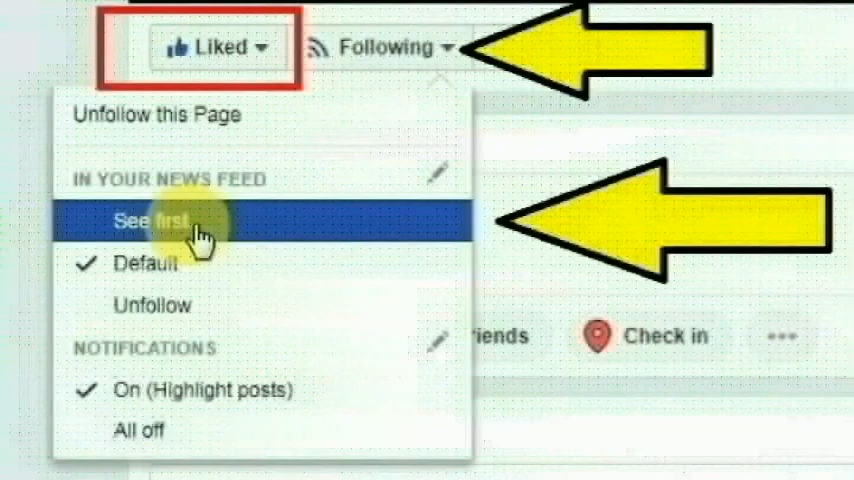 Liked Following
Unfollow this Page
IN YOUR NEWS FEED
See first
Default
Unfollow
riends Check in
NOTIFICATIONS
On (Highlight posts)
All off